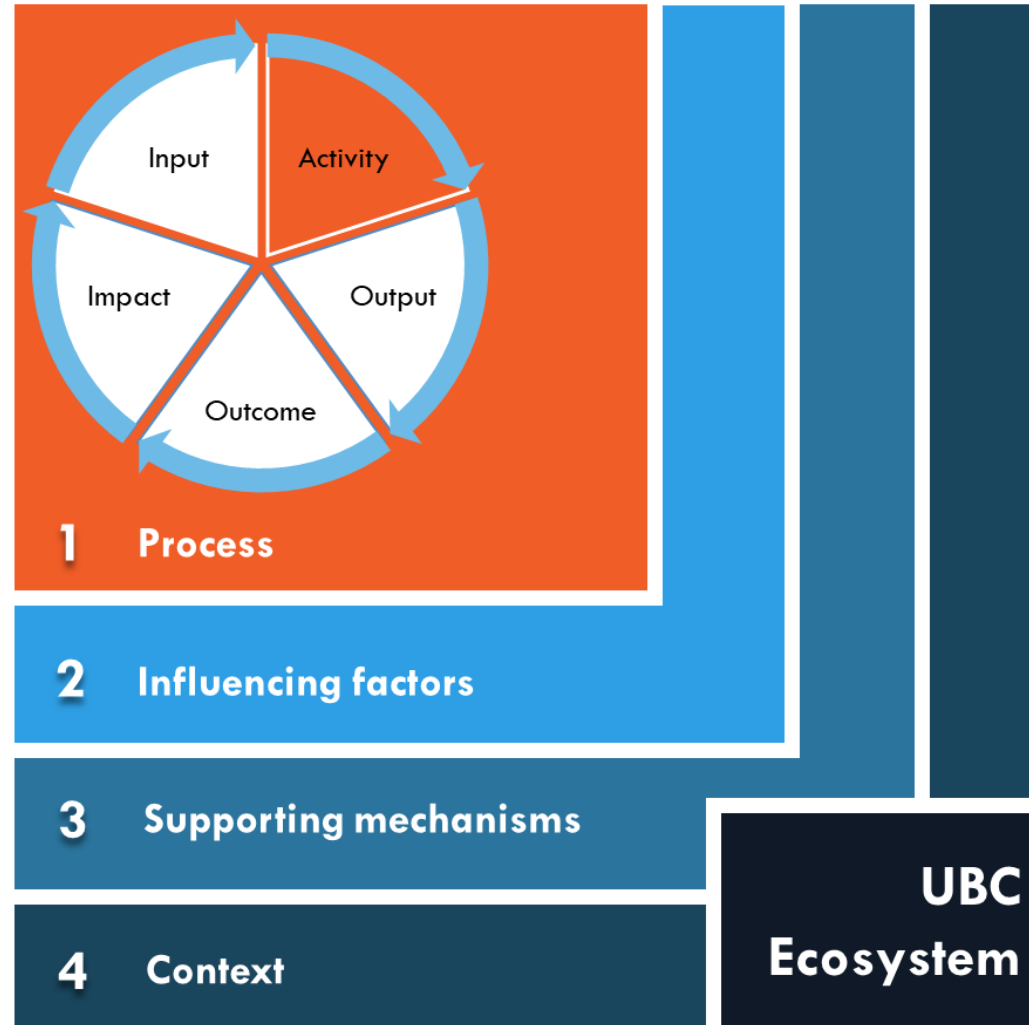 Input
Activity
Impact
Output
Outcome
1 Process
2 Influencing factors
3 Supporting mechanisms
UBC
Ecosystem
4 Context